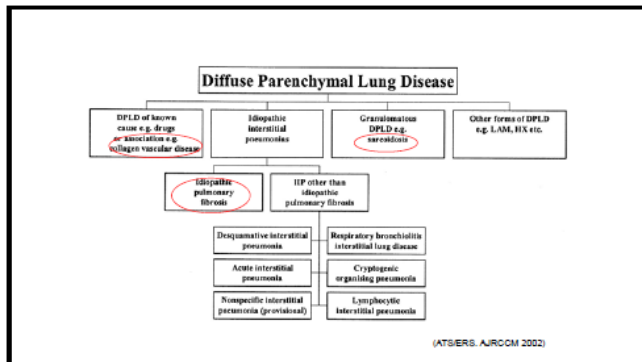 Diffuse Parenchymal Lung Disease
DPLD of known
cause e.g. drugs
or association e.g.
collagen vascular disease
Idiopathic
interstitial
pneumonias
Granulomatous
DPLD e.g.
sarcoidosis
Other forms of DPLD
e.g. LAM, HX etc.
Idiopathic
pulmonary
fibrosis
IIP other than
idiopathic
pulmonary fibrosis
Desquamative interstitial
pneumonia
Respiratory bronchiolitis
interstitial lung disease
Acute interstitial
pneumonia
Cryptogenic
organising pneumonia
Nonspecific interstitial
pneumonia (provisional)
Lymphocytic
interstitial pneumonia
(ATS/ERS. AJRCCM 2002)